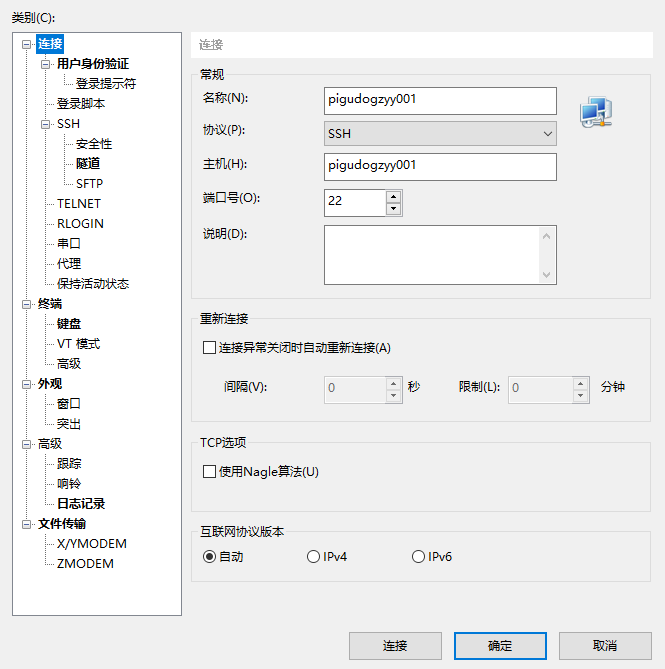 类别(C):
连接
用户身份验证
登录提示符
登录脚本
SSH
安全性
隧道
SFTP
TELNET
RLOGIN
串口
代理
保持活动状态
终端
键盘
VT 模式
高级
外观
窗口
突出
高级
跟踪
响铃
日志记录
文件传输
X/YMODEM
ZMODEM
连接
常规
名称(N): pigudogzyy001
协议(P): SSH
主机(H): pigudogzyy001
端口号(O): 22
说明(D):
重新连接
连接异常关闭时自动重新连接(A)
间隔(V): 0 秒 限制(L): 0 分钟
TCP选项
使用Nagle算法(U)
互联网协议版本
自动 IPv4 IPv6
连接 确定 取消